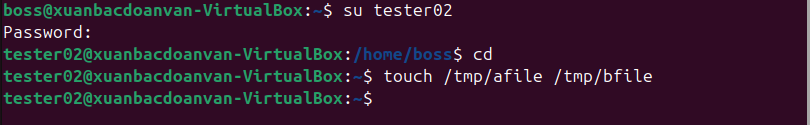 boss@xuanbacdoanvan-VirtualBox:~$ su tester02
Password:
tester02@xuanbacdoanvan-VirtualBox:/home/boss$ cd
tester02@xuanbacdoanvan-VirtualBox:~$ touch /tmp/afile /tmp/bfile
tester02@xuanbacdoanvan-VirtualBox:~$